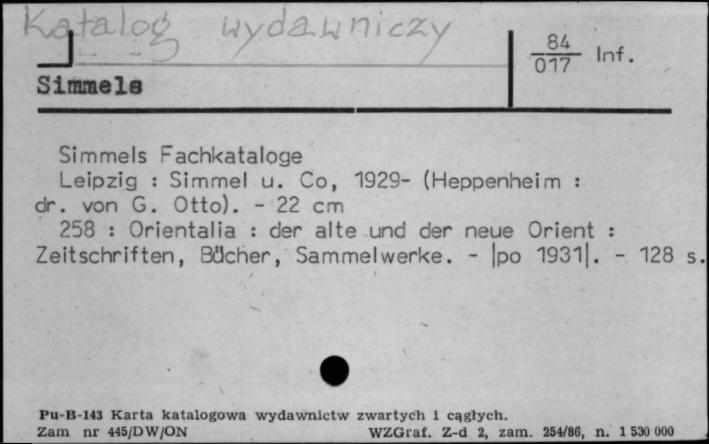 Katalog wydawniczy
84
017 Inf.
Simmels
Simmels Fachkataloge
Leipzig : Simmel u. Co, 1929- (Heppenheim :
dr. von G. Otto). - 22 cm
258 : Orientalia : der alte und der neue Orient :
Zeitschriften, Bücher, Sammelwerke. - |po 1931|. - 128 s.
Pu-B-143 Karta katalogowa wydawnictw zwartych i cągłych.
Zam nr 445/DW/ON WZGraf. Z-d 2, zam. 254/86, n. 1 530 000